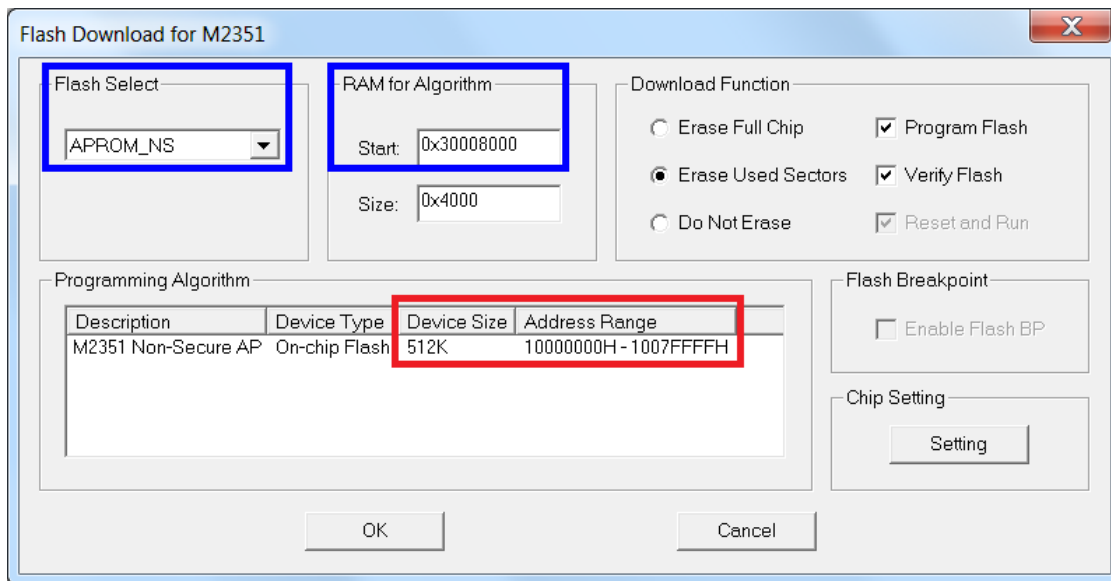 Flash Download for M2351
Flash Select
APROM_NS
RAM for Algorithm
Start: 0x30008000
Size: 0x4000
Download Function
Erase Full Chip
Program Flash
Erase Used Sectors
Verify Flash
Do Not Erase
Reset and Run
Programming Algorithm
Description Device Type Device Size Address Range
M2351 Non-Secure AP On-chip Flash 512K 10000000H - 1007FFFFH
Flash Breakpoint
Enable Flash BP
Chip Setting
Setting
OK
Cancel